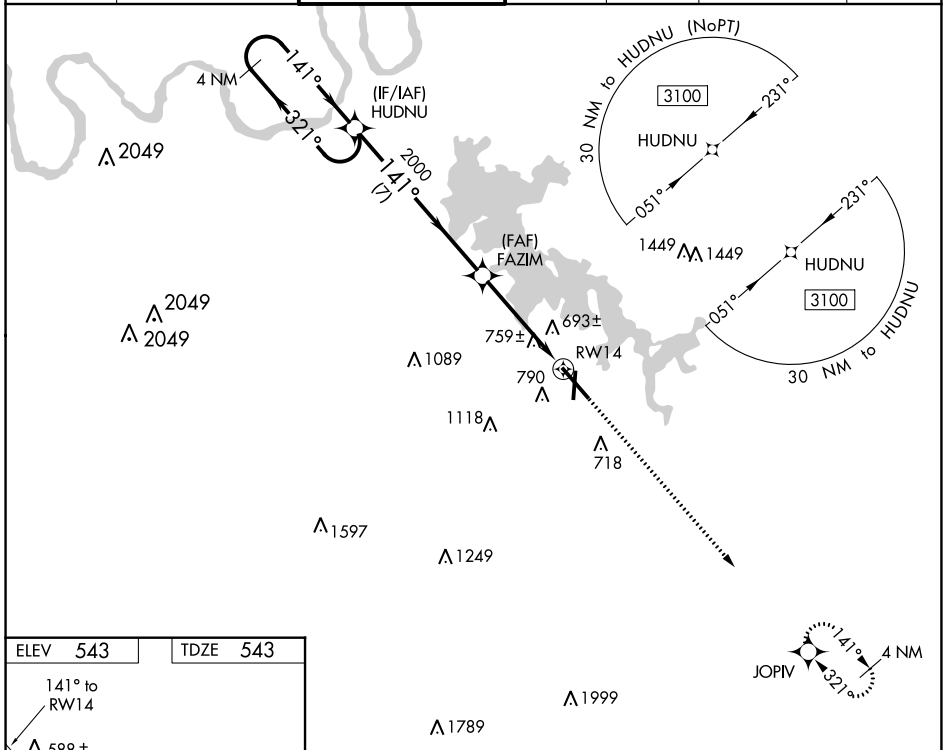 4 NM
141°
321°
(IF/IAF)
HUDNU
2049
2000
141°
(7)
(FAF)
FAZIM
30 NM to HUDNU (NoPT)
3100
HUDNU
231°
051°
1449
1449
231°
HUDNU
051°
3100
30 NM to HUDNU
2049
2049
759±
693±
RW14
1089
790
1118
718
1597
1249
ELEV 543
TDZE 543
141° to
RW14
588±
JOPIV
141°
321°
4 NM
1999
1789